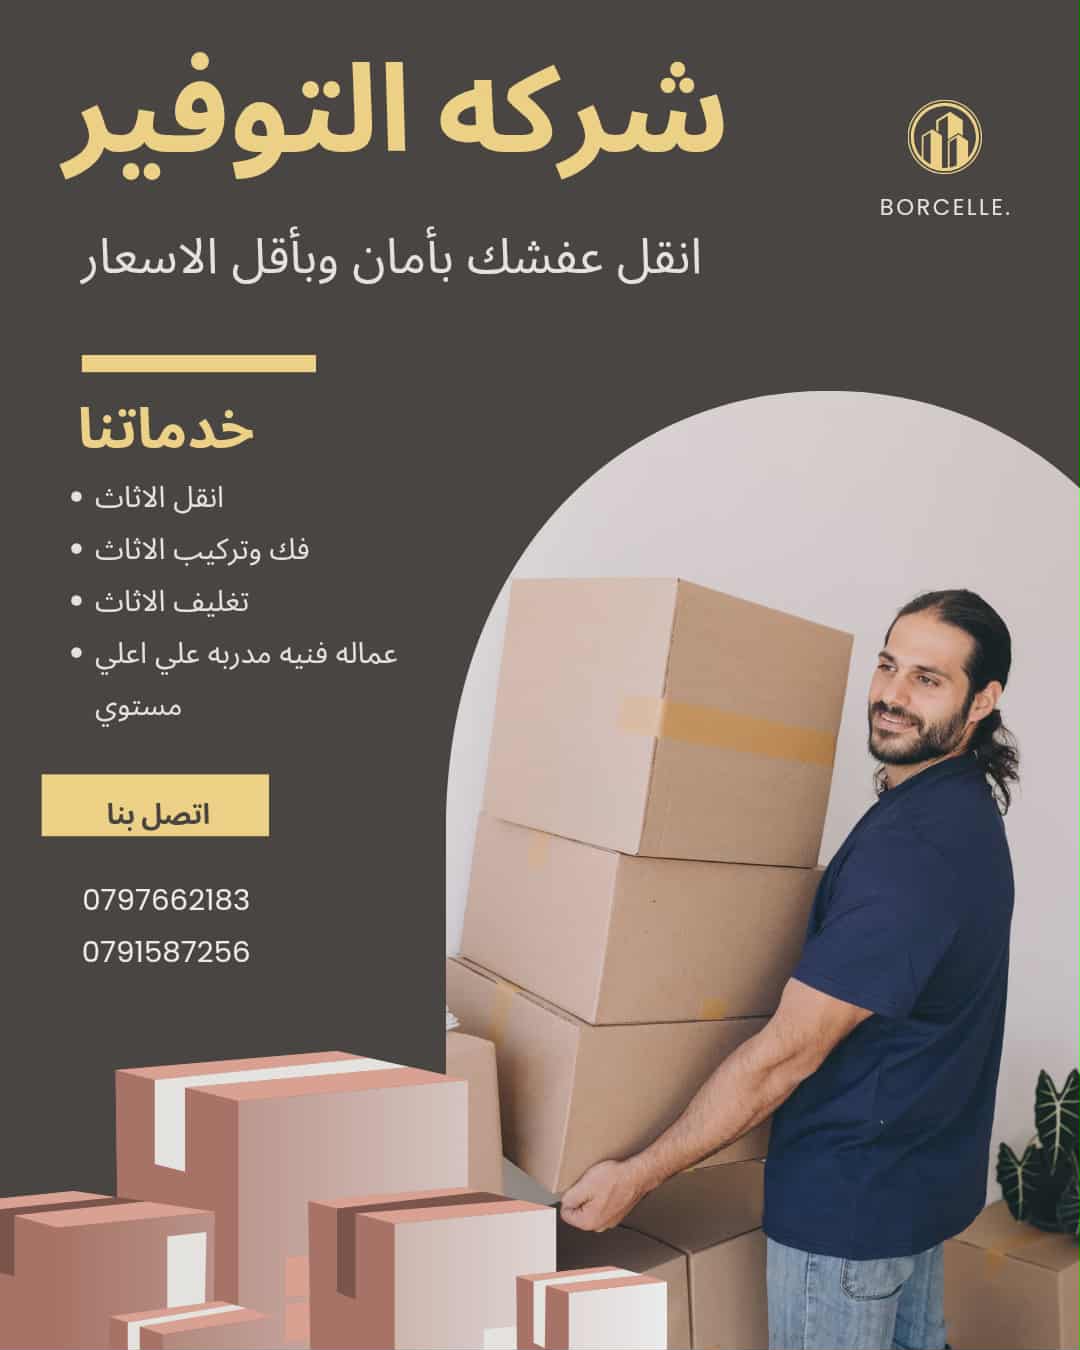 شركه التوفير
BORCELLE.
انقل عفشك بأمان وبأقل الاسعار
خدماتنا
• انقل الاثاث
• فك وتركيب الاثاث
• تغليف الاثاث
• عماله فنيه مدربه علي اعلي
مستوي
اتصل بنا
0797662183
0791587256